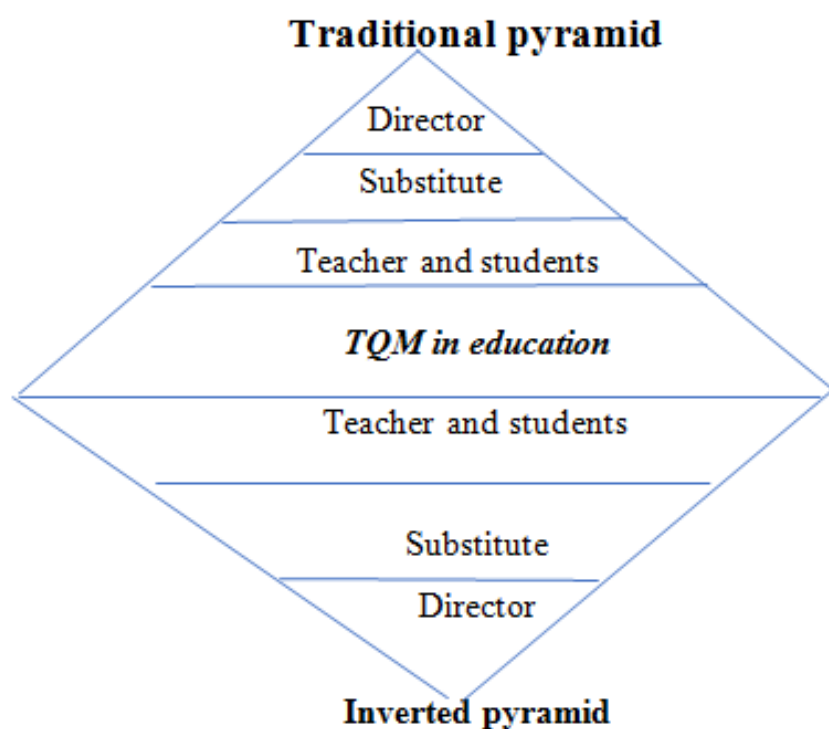 Traditional pyramid
Director
Substitute
Teacher and students
TQM in education
Teacher and students
Substitute
Director
Inverted pyramid